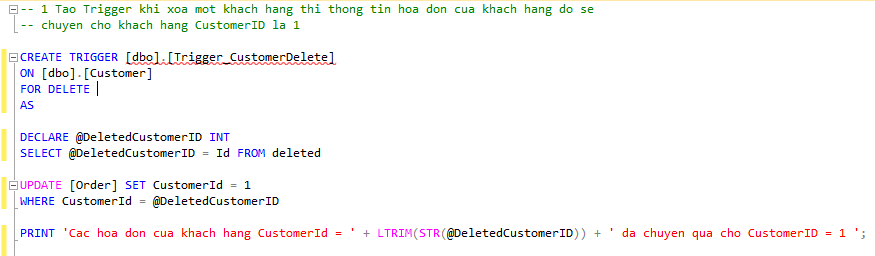 -- 1 Tao Trigger khi xoa mot khach hang thi thong tin hoa don cua khach hang do se
-- chuyen cho khach hang CustomerID la 1
CREATE TRIGGER [dbo].[Trigger_CustomerDelete]
ON [dbo].[Customer]
FOR DELETE
AS
DECLARE @DeletedCustomerID INT
SELECT @DeletedCustomerID = Id FROM deleted
UPDATE [Order] SET CustomerId = 1
WHERE CustomerId = @DeletedCustomerID
PRINT 'Cac hoa don cua khach hang CustomerId = ' + LTRIM(STR(@DeletedCustomerID)) + ' da chuyen qua cho CustomerID = 1 ';